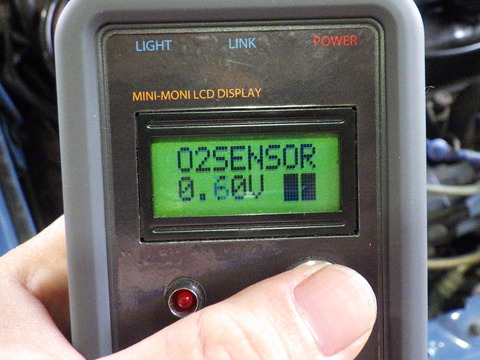 LIGHT LINK POWER
MINI-MONI LCD DISPLAY
O2SENSOR
0.60V